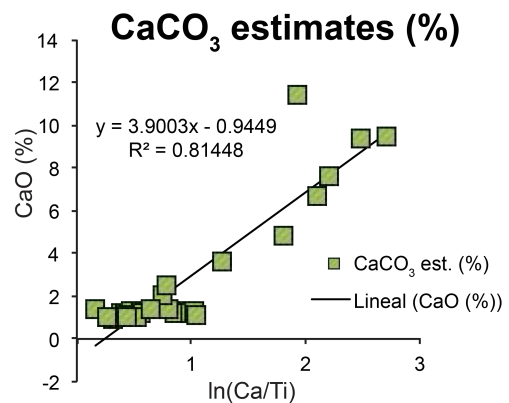 CaCO₃ estimates (%)
14
12
10
8
6
4
2
0
-2
CaO (%)
y = 3.9003x - 0.9449
R² = 0.81448
CaCO₃ est. (%)
Lineal (CaO (%))
1 2 3
ln(Ca/Ti)